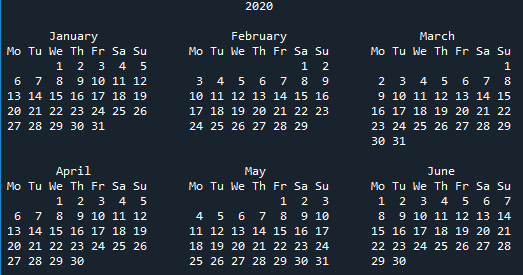 2020
January February March
Mo Tu We Th Fr Sa Su Mo Tu We Th Fr Sa Su Mo Tu We Th Fr Sa Su
1 2 3 4 5 1 2 1
6 7 8 9 10 11 12 3 4 5 6 7 8 9 2 3 4 5 6 7 8
13 14 15 16 17 18 19 10 11 12 13 14 15 16 9 10 11 12 13 14 15
20 21 22 23 24 25 26 17 18 19 20 21 22 23 16 17 18 19 20 21 22
27 28 29 30 31 24 25 26 27 28 29 23 24 25 26 27 28 29
30 31
April May June
Mo Tu We Th Fr Sa Su Mo Tu We Th Fr Sa Su Mo Tu We Th Fr Sa Su
1 2 3 4 5 1 2 3 1 2 3 4 5 6 7
6 7 8 9 10 11 12 4 5 6 7 8 9 10 8 9 10 11 12 13 14
13 14 15 16 17 18 19 11 12 13 14 15 16 17 15 16 17 18 19 20 21
20 21 22 23 24 25 26 18 19 20 21 22 23 24 22 23 24 25 26 27 28
27 28 29 30 25 26 27 28 29 30 31 29 30